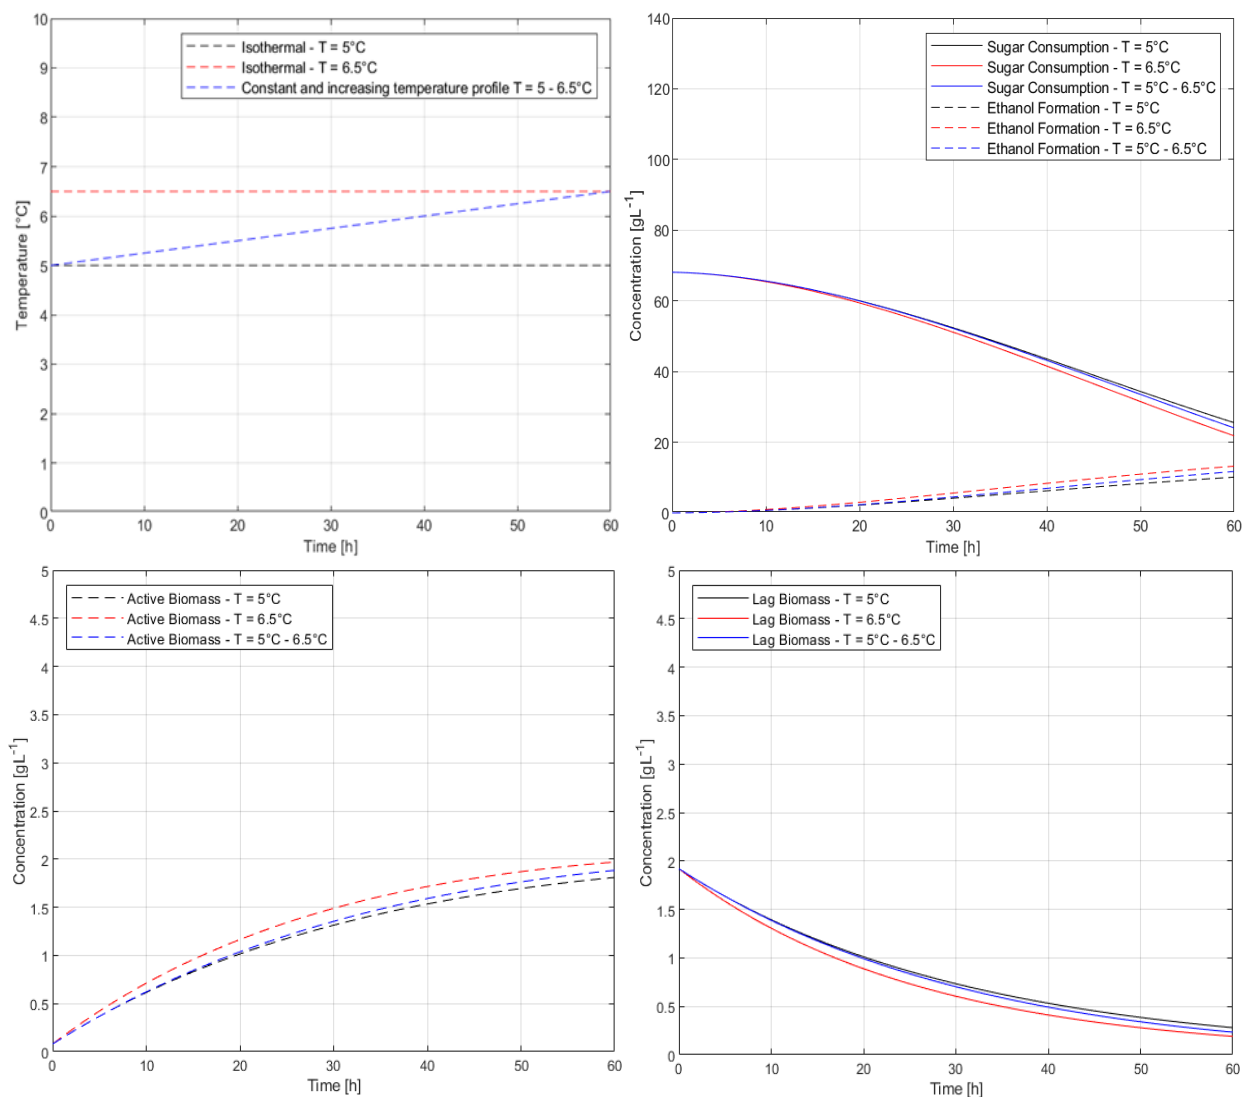 10
9
8
7
6
5
4
3
2
1
0
Temperature [°C]
Isothermal - T = 5°C
Isothermal - T = 6.5°C
Constant and increasing temperature profile T = 5 - 6.5°C
0 10 20 30 40 50 60
Time [h]
140
120
100
80
60
40
20
0
Concentration [gL⁻¹]
Sugar Consumption - T = 5°C
Sugar Consumption - T = 6.5°C
Sugar Consumption - T = 5°C - 6.5°C
Ethanol Formation - T = 5°C
Ethanol Formation - T = 6.5°C
Ethanol Formation - T = 5°C - 6.5°C
0 10 20 30 40 50 60
Time [h]
5
4.5
4
3.5
3
2.5
2
1.5
1
0.5
0
Concentration [gL⁻¹]
Active Biomass - T = 5°C
Active Biomass - T = 6.5°C
Active Biomass - T = 5°C - 6.5°C
0 10 20 30 40 50 60
Time [h]
5
4.5
4
3.5
3
2.5
2
1.5
1
0.5
0
Concentration [gL⁻¹]
Lag Biomass - T = 5°C
Lag Biomass - T = 6.5°C
Lag Biomass - T = 5°C - 6.5°C
0 10 20 30 40 50 60
Time [h]